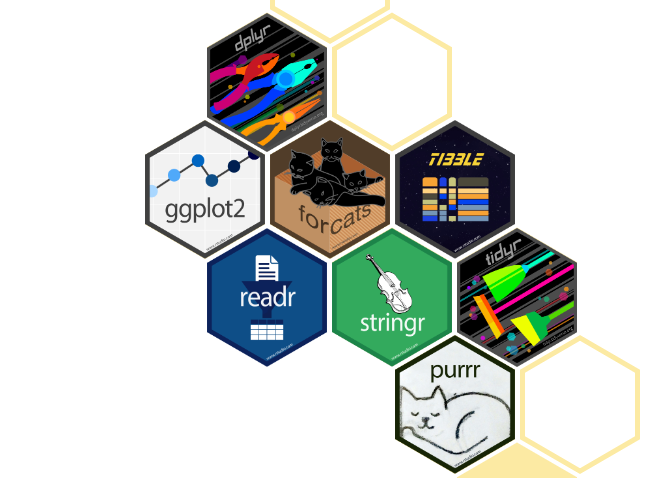 dplyr
ggplot2
forcats
TIBBLE
readr
stringr
tidyr
purrr